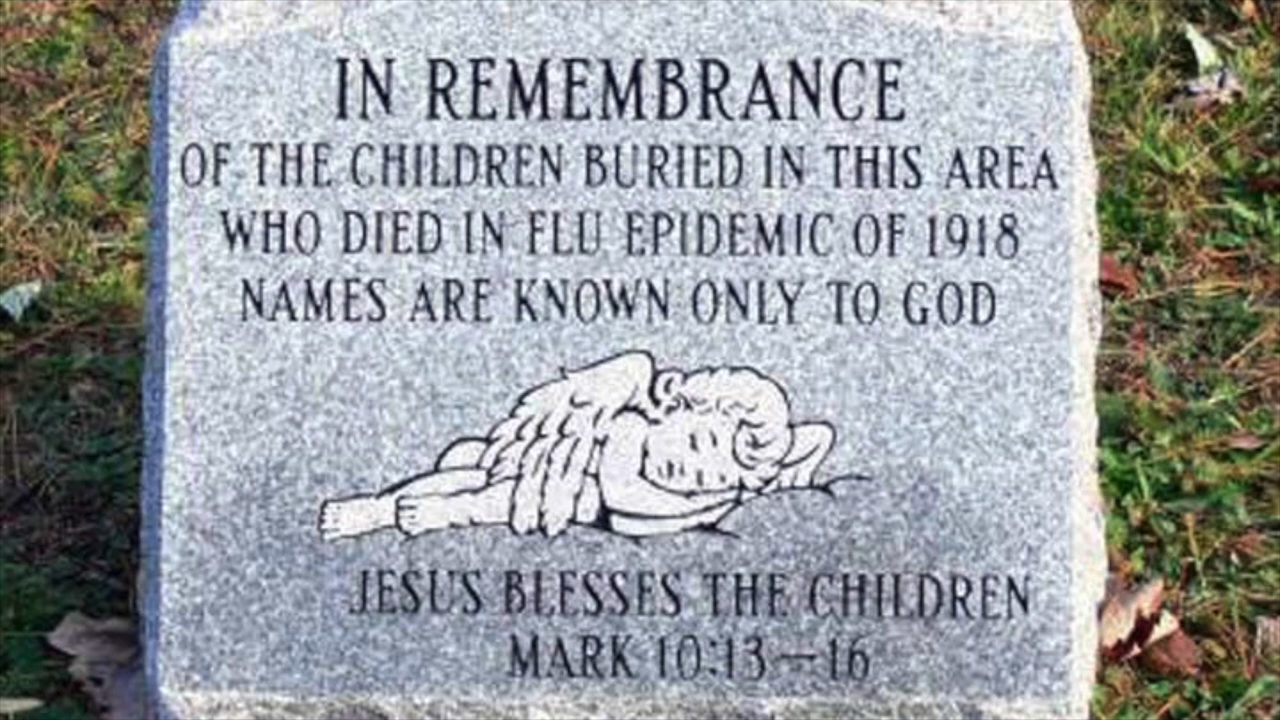 IN REMEMBRANCE
OF THE CHILDREN BURIED IN THIS AREA
WHO DIED IN FLU EPIDEMIC OF 1918
NAMES ARE KNOWN ONLY TO GOD
JESUS BLESSES THE CHILDREN
MARK 10:13-16